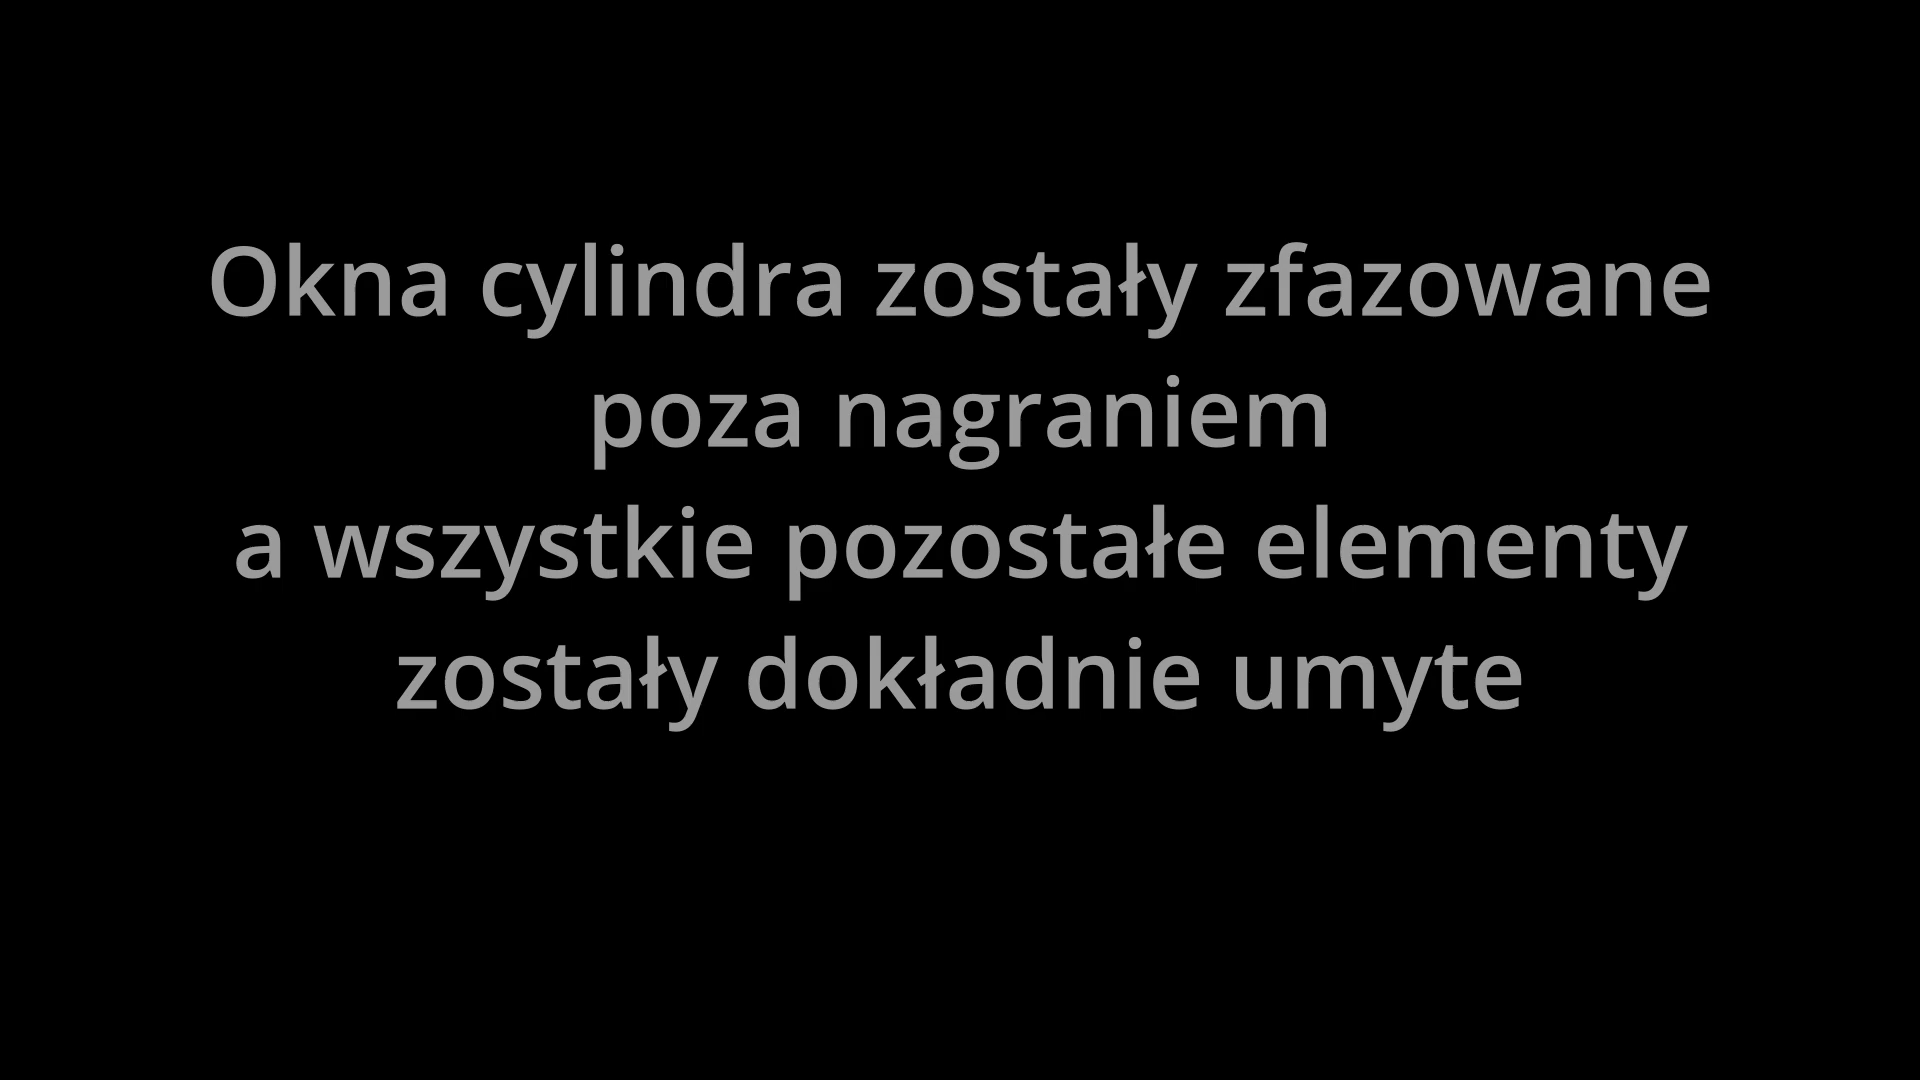 Okna cylindra zostały zfazowane
poza nagraniem
a wszystkie pozostałe elementy
zostały dokładnie umyte